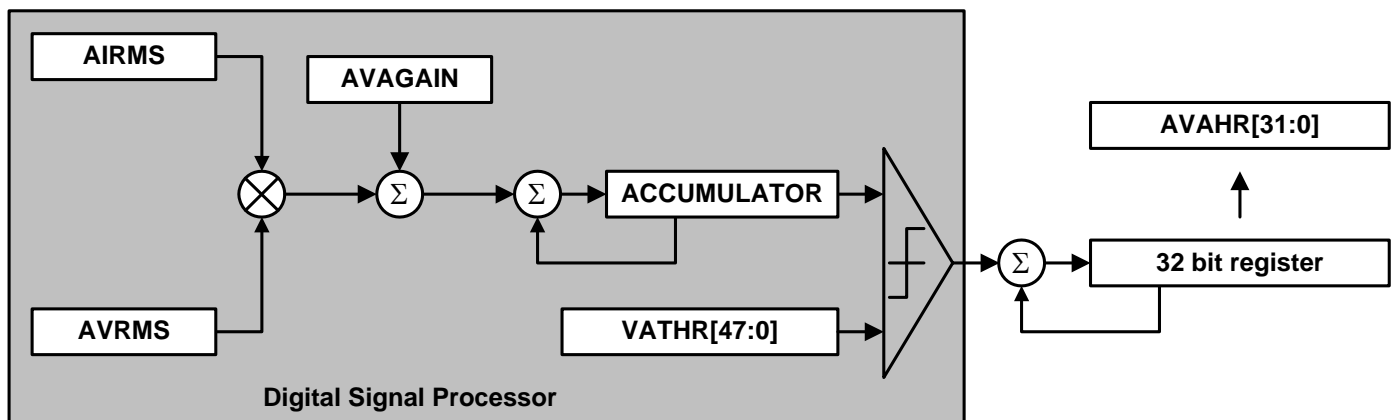 AIRMS
AVAGAIN
AVAHR[31:0]
Σ
Σ
ACCUMULATOR
Σ
32 bit register
AVRMS
VATHR[47:0]
Digital Signal Processor